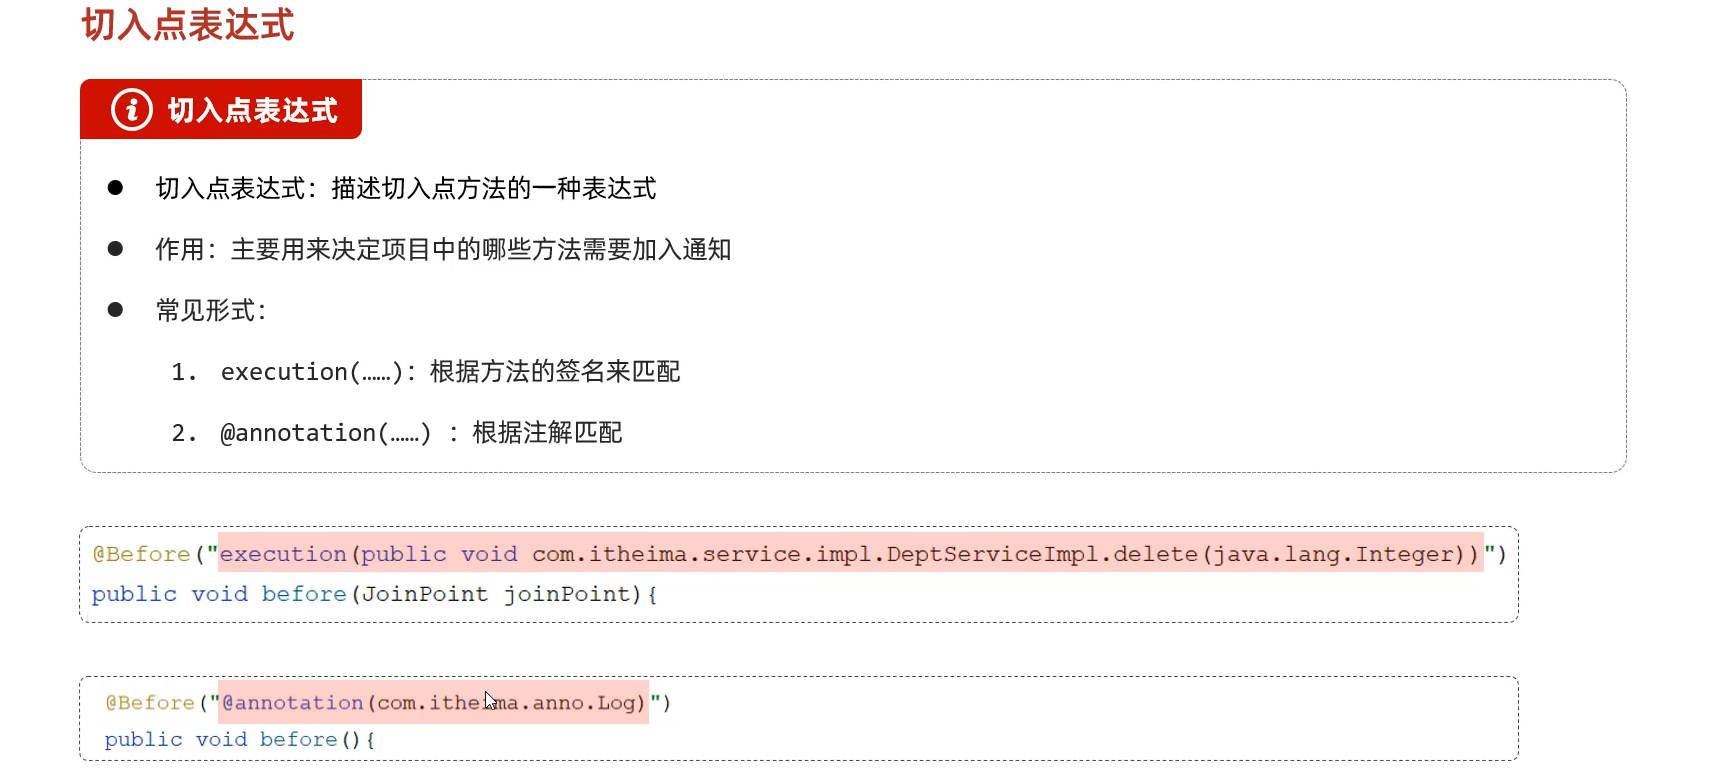 切入点表达式
切入点表达式
● 切入点表达式：描述切入点方法的一种表达式
● 作用：主要用来决定项目中的哪些方法需要加入通知
● 常见形式：
1. execution(……)：根据方法的签名来匹配
2. @annotation(……) ：根据注解匹配
@Before("execution(public void com.itheima.service.impl.DeptServiceImpl.delete(java.lang.Integer))")
public void before(JoinPoint joinPoint){
@Before("@annotation(com.itheima.anno.Log)")
public void before(){